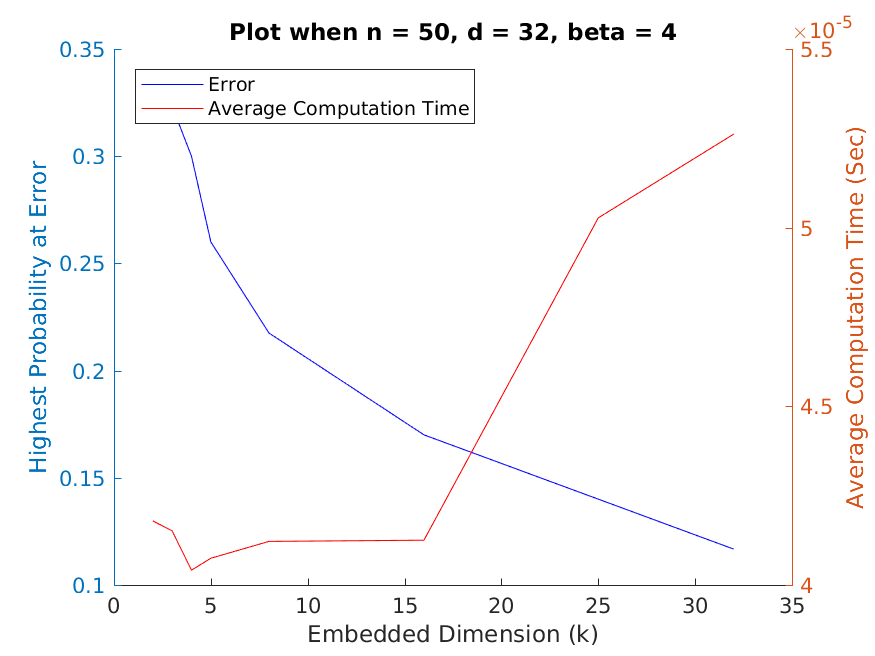 Plot when n = 50, d = 32, beta = 4
×10-5
Error
Average Computation Time
Highest Probability at Error
0.35
0.3
0.25
0.2
0.15
0.1
Average Computation Time (Sec)
5.5
5
4.5
4
0 5 10 15 20 25 30 35
Embedded Dimension (k)